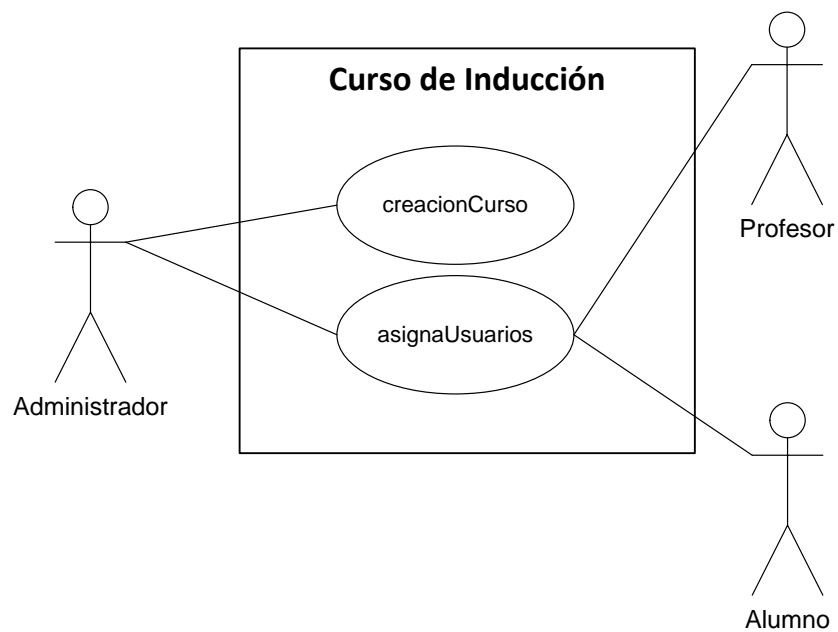 Curso de Inducción
creacionCurso
Profesor
asignaUsuarios
Administrador
Alumno